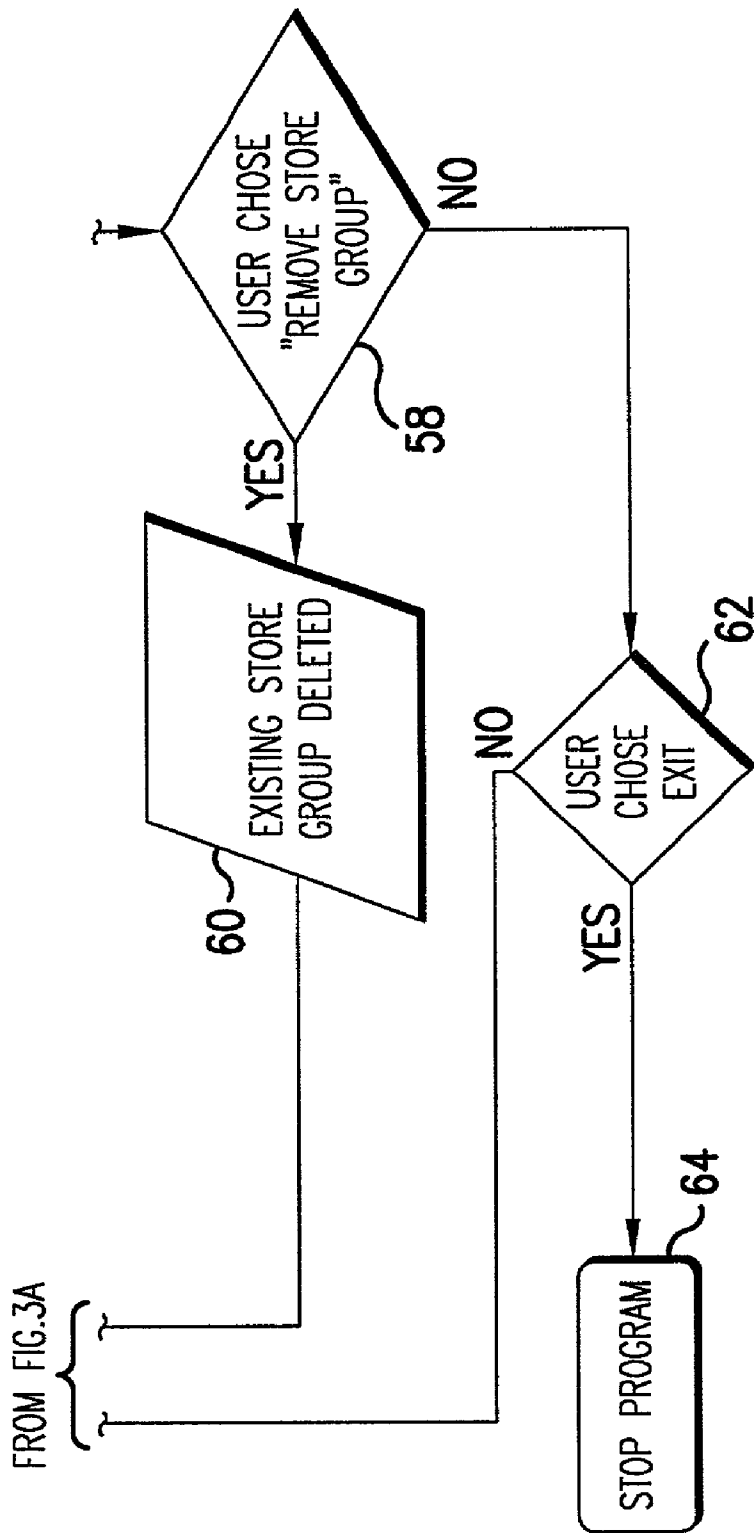 FROM FIG.3A
USER CHOSE
"REMOVE STORE
GROUP"
58
YES
NO
EXISTING STORE
GROUP DELETED
60
USER
CHOSE
EXIT
62
NO
YES
STOP PROGRAM
64